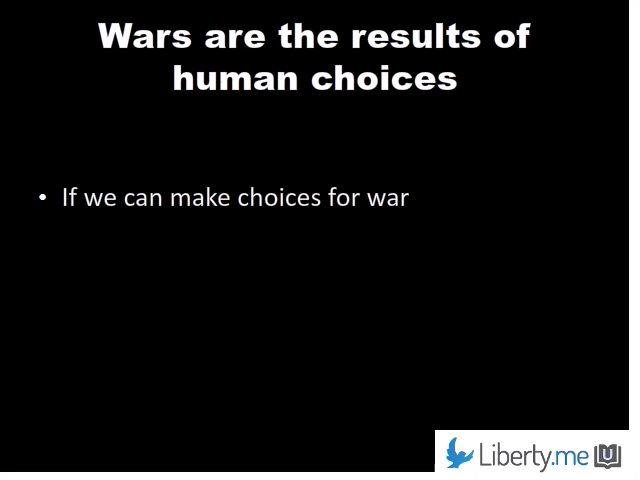 Wars are the results of
human choices
• If we can make choices for war
Liberty.me U